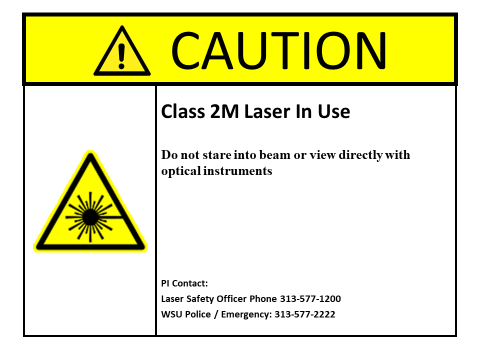 CAUTION
Class 2M Laser In Use
Do not stare into beam or view directly with
optical instruments
PI Contact:
Laser Safety Officer Phone 313-577-1200
WSU Police / Emergency: 313-577-2222